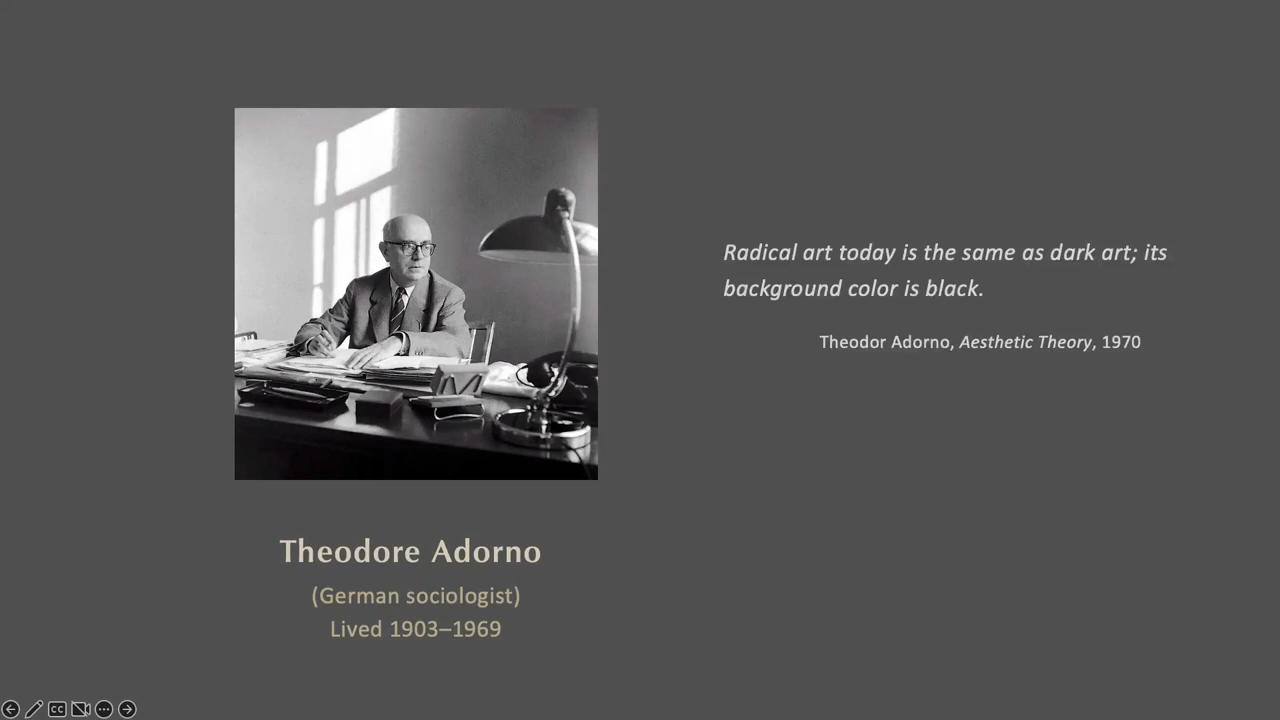 Radical art today is the same as dark art; its
background color is black.
Theodor Adorno, Aesthetic Theory, 1970
Theodore Adorno
(German sociologist)
Lived 1903–1969
CC